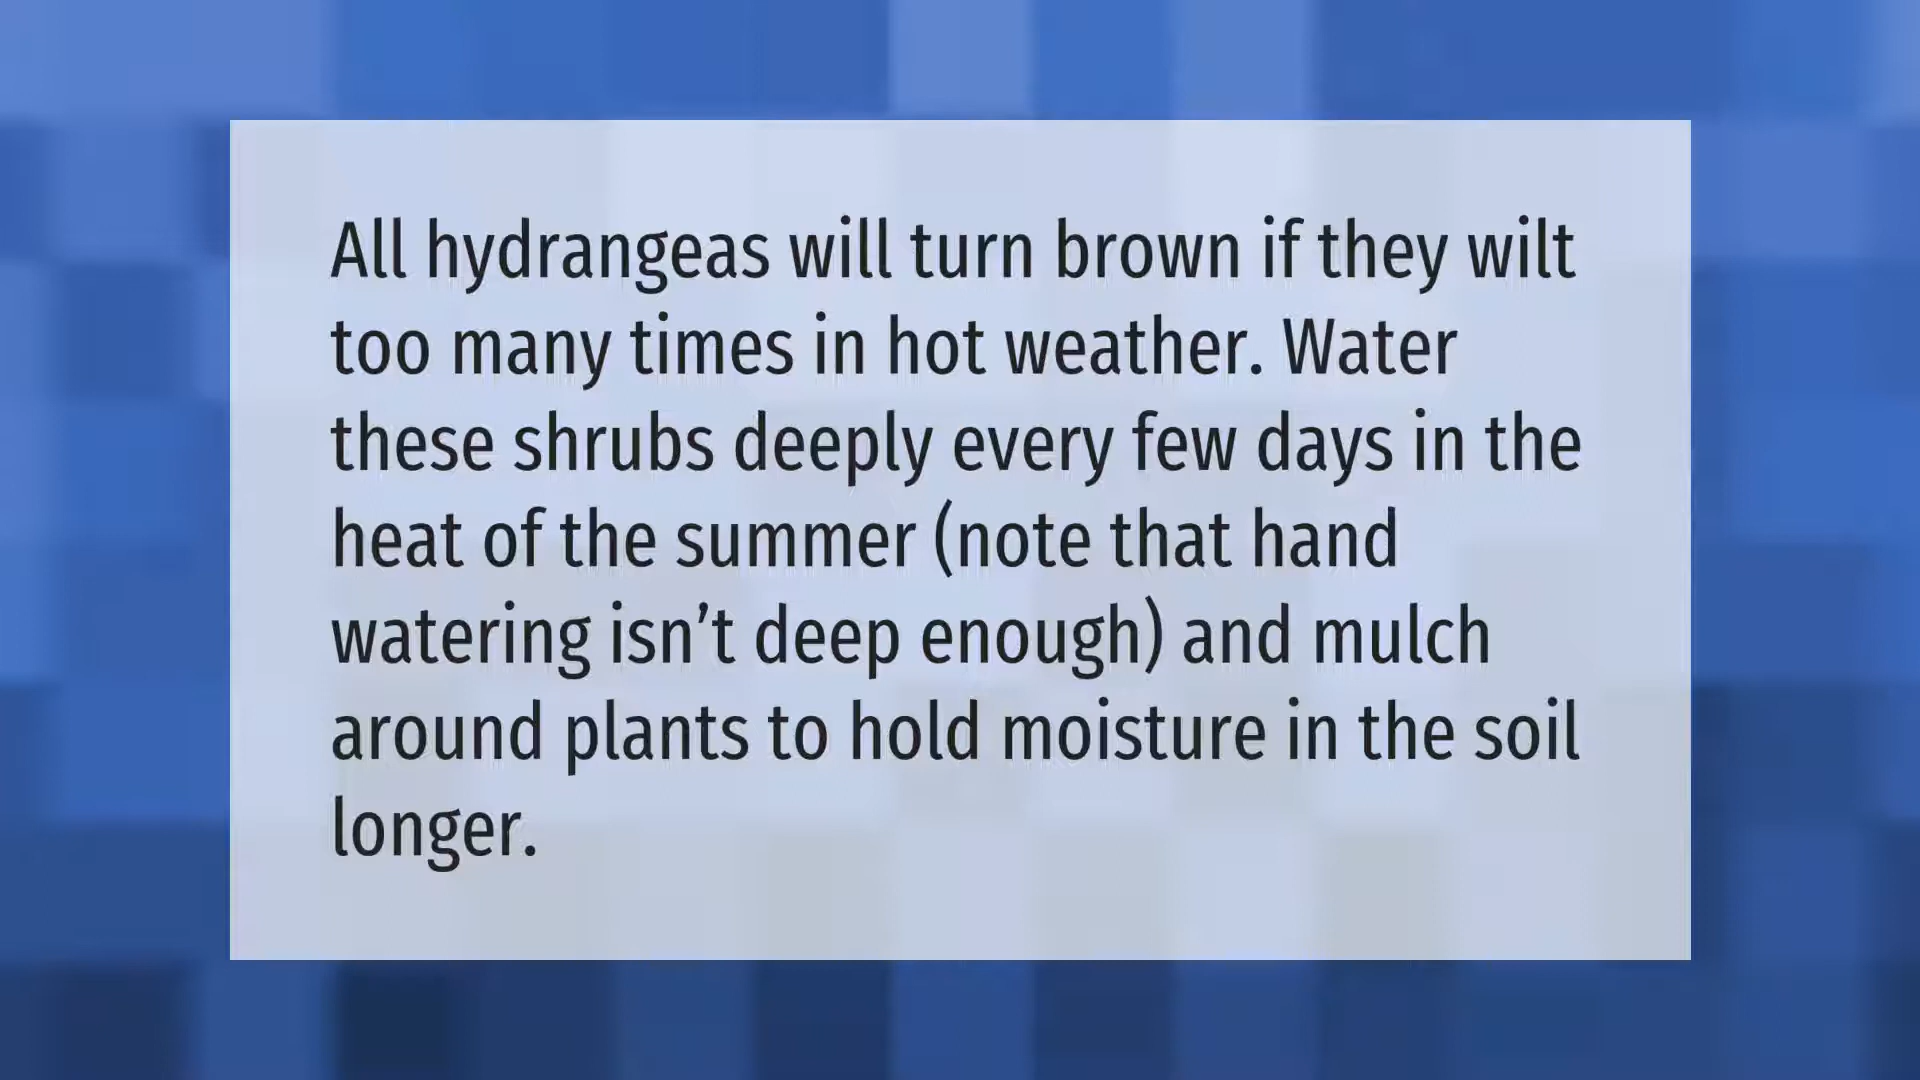 All hydrangeas will turn brown if they wilt
too many times in hot weather. Water
these shrubs deeply every few days in the
heat of the summer (note that hand
watering isn’t deep enough) and mulch
around plants to hold moisture in the soil
longer.